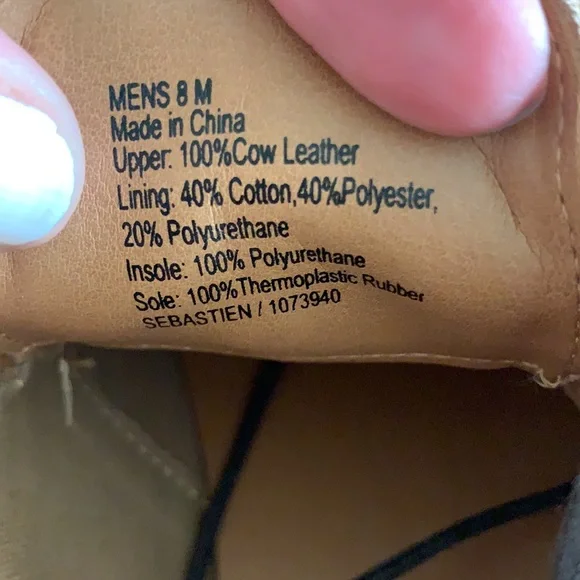 MENS 8 M
Made in China
Upper: 100%Cow Leather
Lining: 40% Cotton,40%Polyester,
20% Polyurethane
Insole: 100% Polyurethane
Sole: 100%Thermoplastic Rubber
SEBASTIEN / 1073940